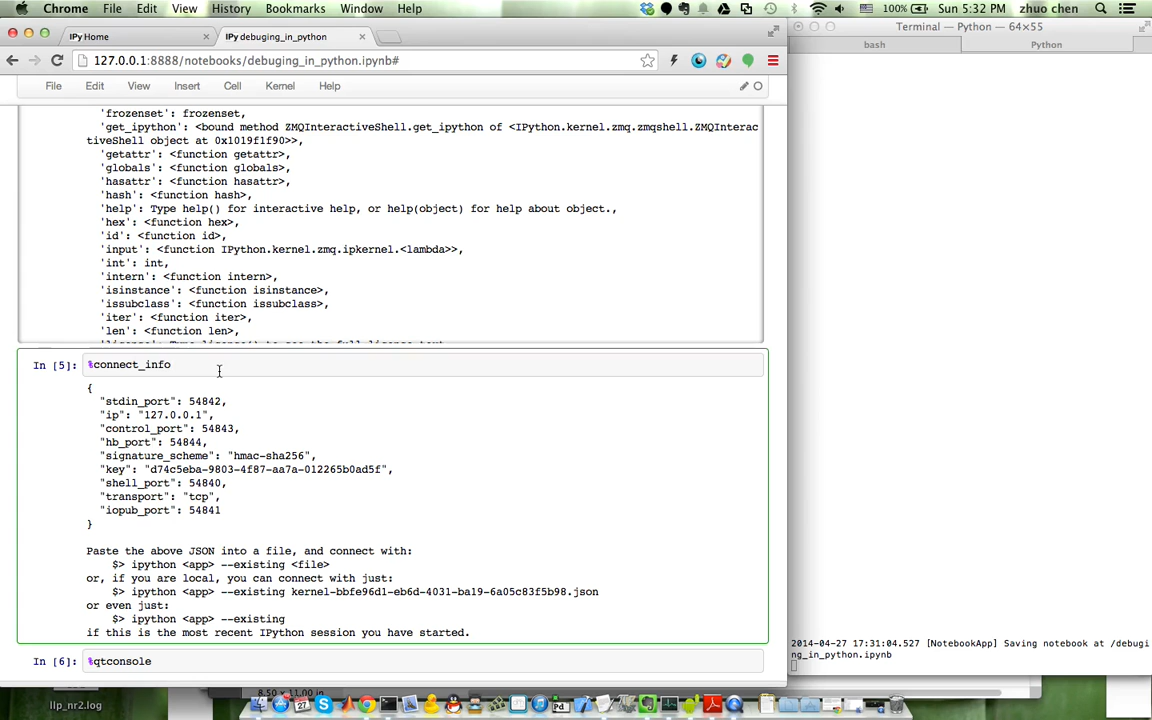 Chrome File Edit View History Bookmarks Window Help 100% Sun 5:32 PM zhuo chen
IPy Home
IPy debuging_in_python
Terminal — Python — 64×55
bash
Python
127.0.0.1:8888/notebooks/debuging_in_python.ipynb#
File Edit View Insert Cell Kernel Help
'frozenset': frozenset,
'get_ipython': <bound method ZMQInteractiveShell.get_ipython of <IPython.kernel.zmq.zmqshell.ZMQInterac
tiveShell object at 0x1019f1f90>>,
'getattr': <function getattr>,
'globals': <function globals>,
'hasattr': <function hasattr>,
'hash': <function hash>,
'help': Type help() for interactive help, or help(object) for help about object.,
'hex': <function hex>,
'id': <function id>,
'input': <function IPython.kernel.zmq.ipkernel.<lambda>>,
'int': int,
'intern': <function intern>,
'isinstance': <function isinstance>,
'issubclass': <function issubclass>,
'iter': <function iter>,
'len': <function len>,
In [5]: %connect_info
{
"stdin_port": 54842,
"ip": "127.0.0.1",
"control_port": 54843,
"hb_port": 54844,
"signature_scheme": "hmac-sha256",
"key": "d74c5eba-9803-4f87-aa7a-012265b0ad5f",
"shell_port": 54840,
"transport": "tcp",
"iopub_port": 54841
}
Paste the above JSON into a file, and connect with:
$> ipython <app> --existing <file>
or, if you are local, you can connect with just:
$> ipython <app> --existing kernel-bbfe96d1-eb6d-4031-ba19-6a05c83f5b98.json
or even just:
$> ipython <app> --existing
if this is the most recent IPython session you have started.
In [6]: %qtconsole
2014-04-27 17:31:04.527 [NotebookApp] Saving notebook at /debugi
ng_in_python.ipynb
8.50 × 11.00 in
llp_nr2.log